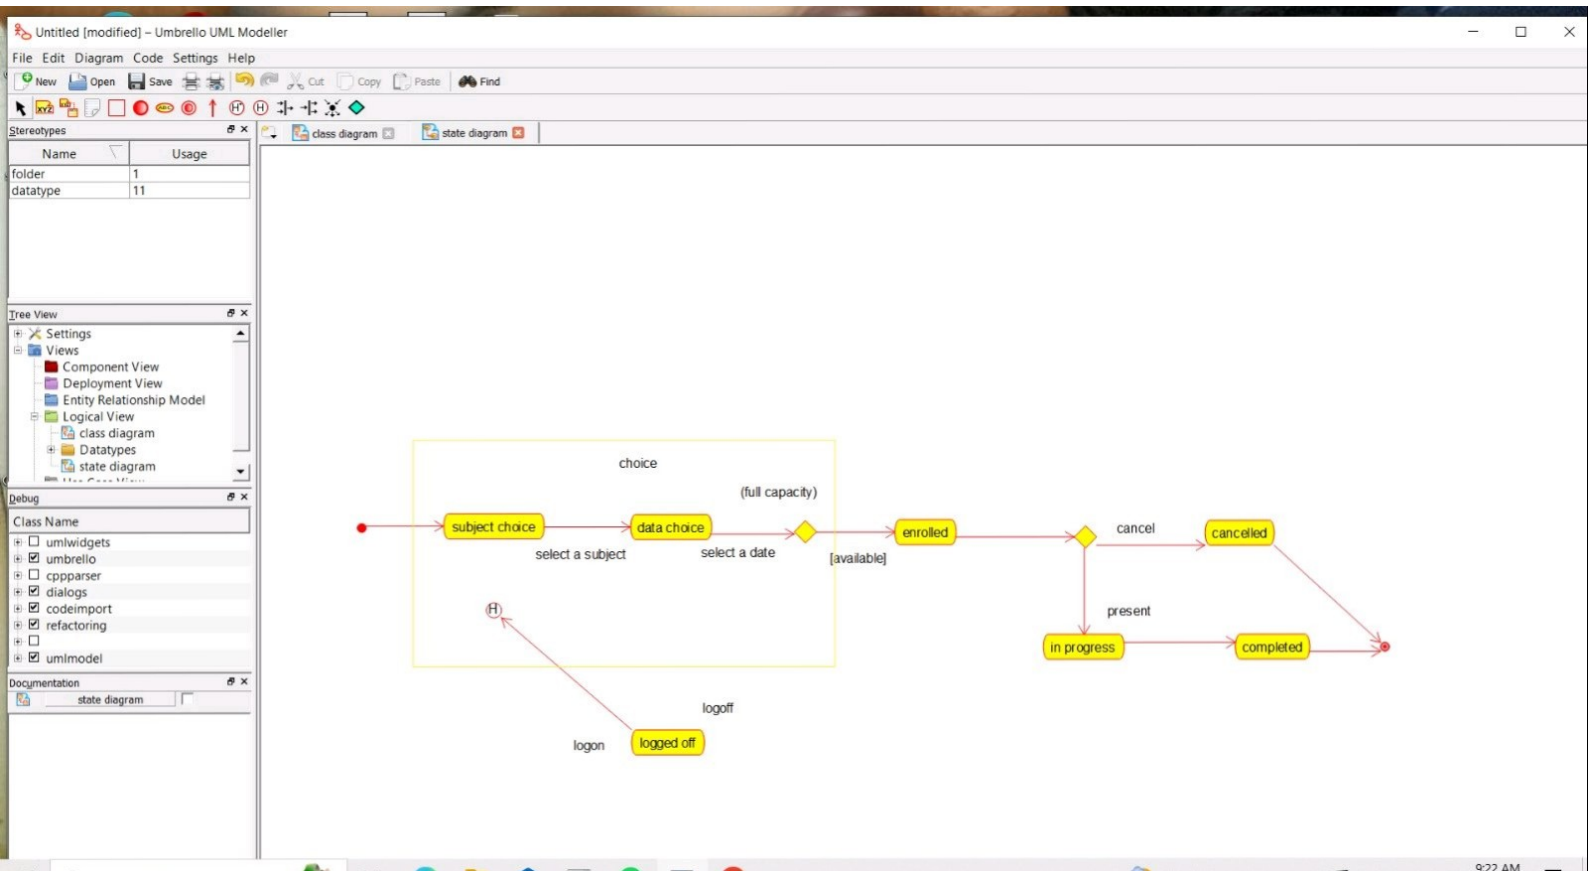 Untitled [modified] – Umbrello UML Modeller
File Edit Diagram Code Settings Help
New Open Save Cut Copy Paste Find
XYZ ABC H* H
Stereotypes
class diagram state diagram
Name Usage
folder 1
datatype 11
Tree View
Settings
Views
Component View
Deployment View
Entity Relationship Model
Logical View
class diagram
Datatypes
state diagram
Debug
Class Name
umlwidgets
umbrello
cppparser
dialogs
codeimport
refactoring
umlmodel
Documentation
state diagram
choice
(full capacity)
subject choice
data choice
enrolled
cancel
cancelled
select a subject
select a date
[available]
H
present
in progress
completed
logoff
logon
logged off
9:22 AM